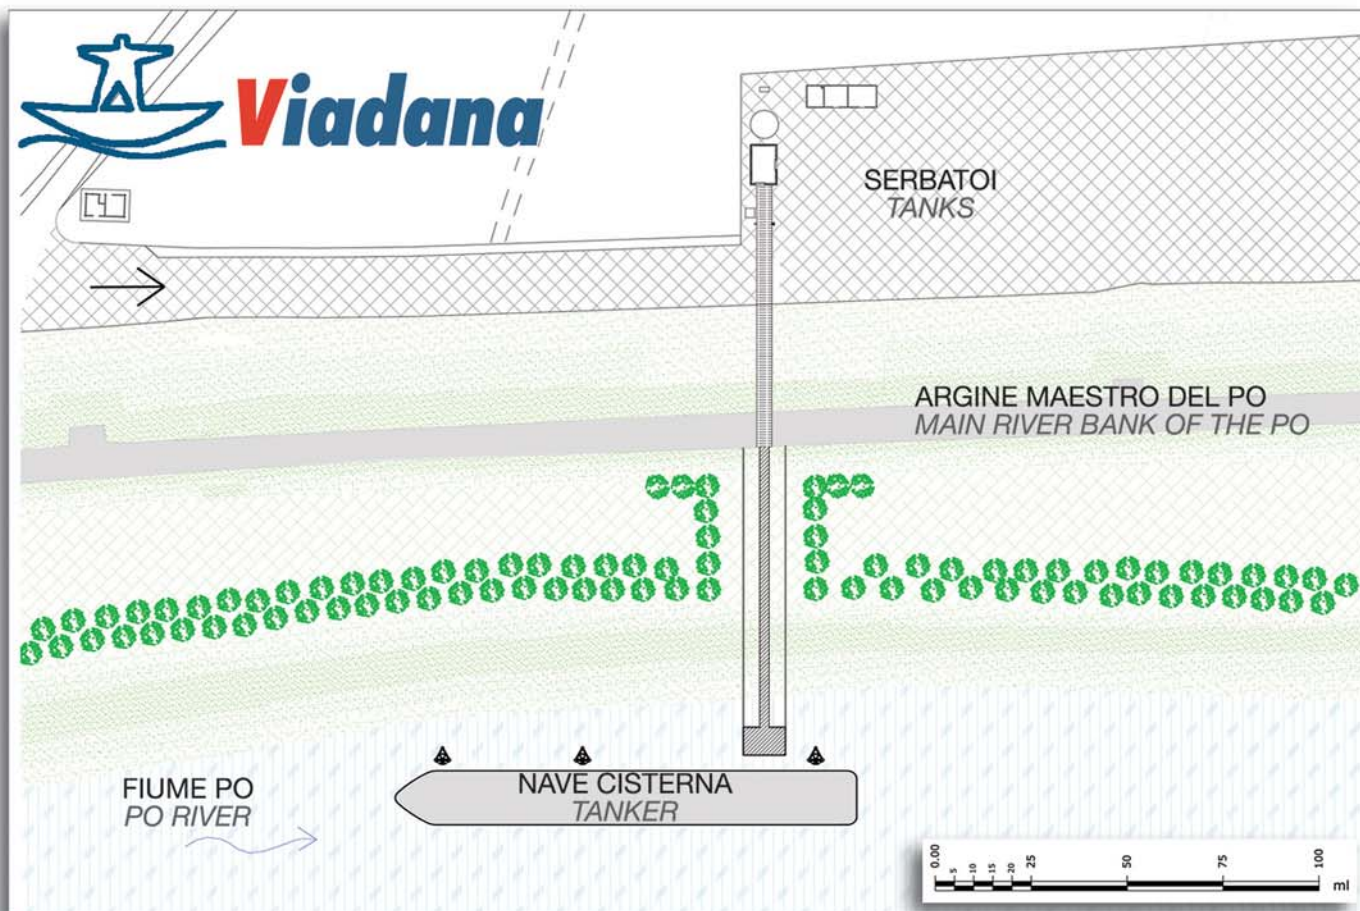 Viadana
SERBATOI
TANKS
ARGINE MAESTRO DEL PO
MAIN RIVER BANK OF THE PO
NAVE CISTERNA
TANKER
FIUME PO
PO RIVER
0.00 5 10 15 20 25 50 75 100
ml